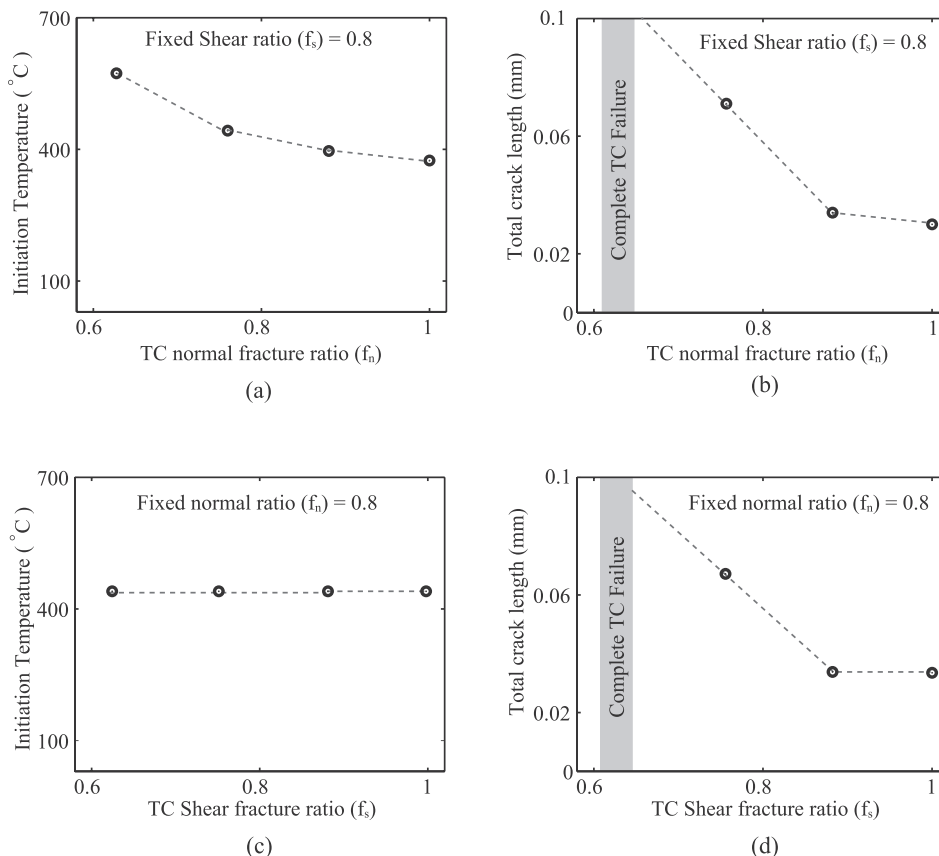 700
Fixed Shear ratio (fs) = 0.8
400
100
Initiation Temperature ( °C )
0.6
0.8
1
TC normal fracture ratio (fn)
(a)
0.1
Fixed Shear ratio (fs) = 0.8
0.06
0.02
0
Total crack length (mm)
Complete TC Failure
0.6
0.8
1
TC normal fracture ratio (fn)
(b)
700
Fixed normal ratio (fn) = 0.8
400
100
Initiation Temperature ( °C )
0.6
0.8
1
TC Shear fracture ratio (fs)
(c)
0.1
Fixed normal ratio (fn) = 0.8
0.06
0.02
0
Total crack length (mm)
Complete TC Failure
0.6
0.8
1
TC Shear fracture ratio (fs)
(d)